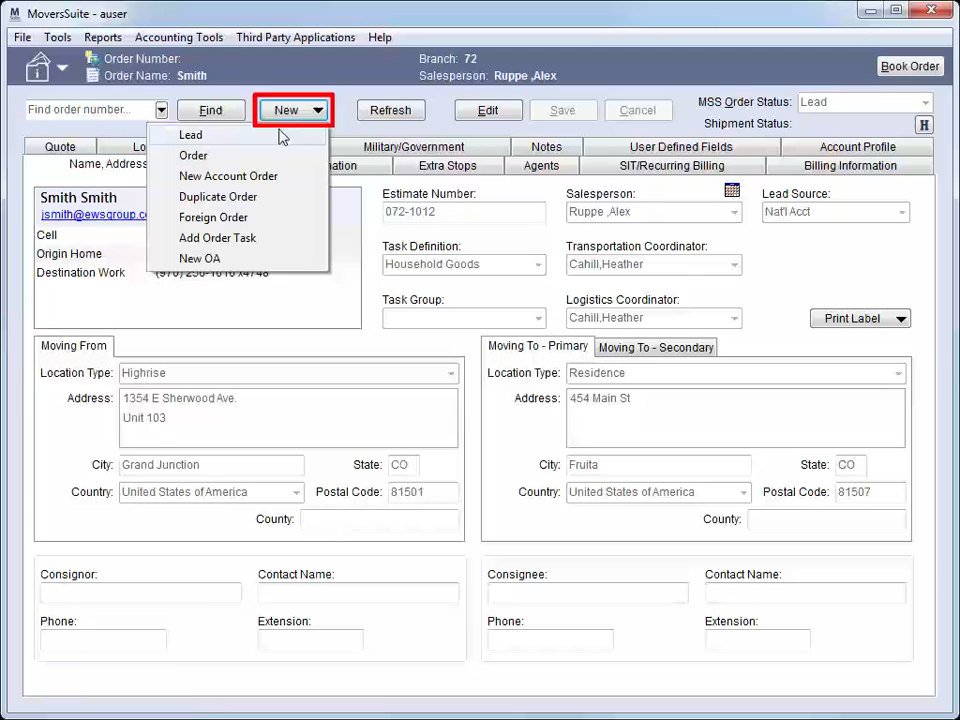 MoversSuite - auser
File Tools Reports Accounting Tools Third Party Applications Help
Order Number:
Order Name: Smith
Branch: 72
Salesperson: Ruppe ,Alex
Book Order
Find order number...
Find
New
Refresh
Edit
Save
Cancel
MSS Order Status: Lead
Shipment Status:
H
Lead
Order
New Account Order
Duplicate Order
Foreign Order
Add Order Task
New OA
Quote
Military/Government
Notes
User Defined Fields
Account Profile
Name, Address
Extra Stops
Agents
SIT/Recurring Billing
Billing Information
Smith Smith
jsmith@ewsgroup.co
Cell
Origin Home
Destination Work (970) 256-1016 x4748
Estimate Number:
072-1012
Task Definition:
Household Goods
Task Group:
Salesperson:
Ruppe ,Alex
Transportation Coordinator:
Cahill,Heather
Logistics Coordinator:
Cahill,Heather
Lead Source:
Nat'l Acct
Print Label
Moving From
Location Type: Highrise
Address: 1354 E Sherwood Ave.
Unit 103
City: Grand Junction State: CO
Country: United States of America Postal Code: 81501
County:
Moving To - Primary
Moving To - Secondary
Location Type: Residence
Address: 454 Main St
City: Fruita State: CO
Country: United States of America Postal Code: 81507
County:
Consignor: Contact Name:
Phone: Extension:
Consignee: Contact Name:
Phone: Extension: